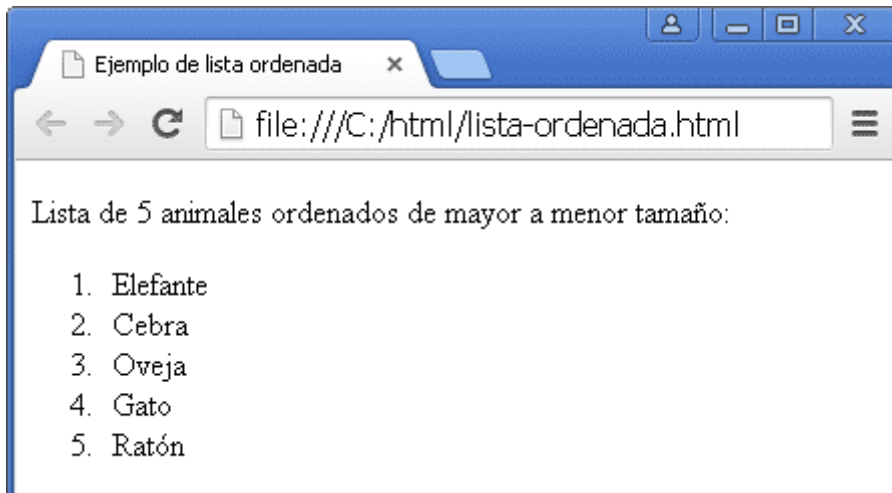 Ejemplo de lista ordenada
file:///C:/html/lista-ordenada.html
Lista de 5 animales ordenados de mayor a menor tamaño:
1. Elefante
2. Cebra
3. Oveja
4. Gato
5. Ratón